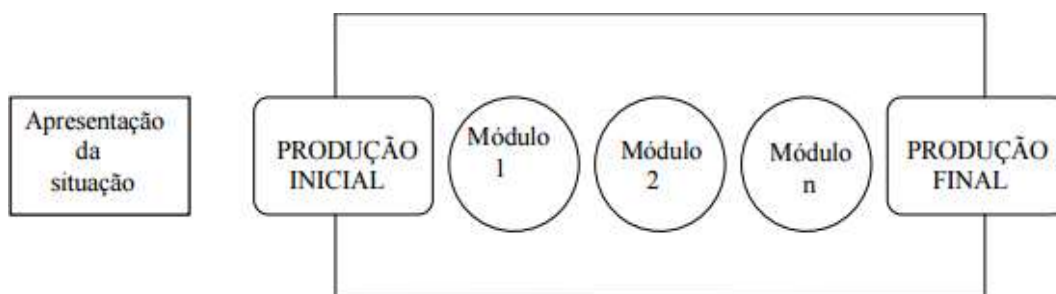 Apresentação
da
situação
PRODUÇÃO
INICIAL
Módulo
1
Módulo
2
Módulo
n
PRODUÇÃO
FINAL